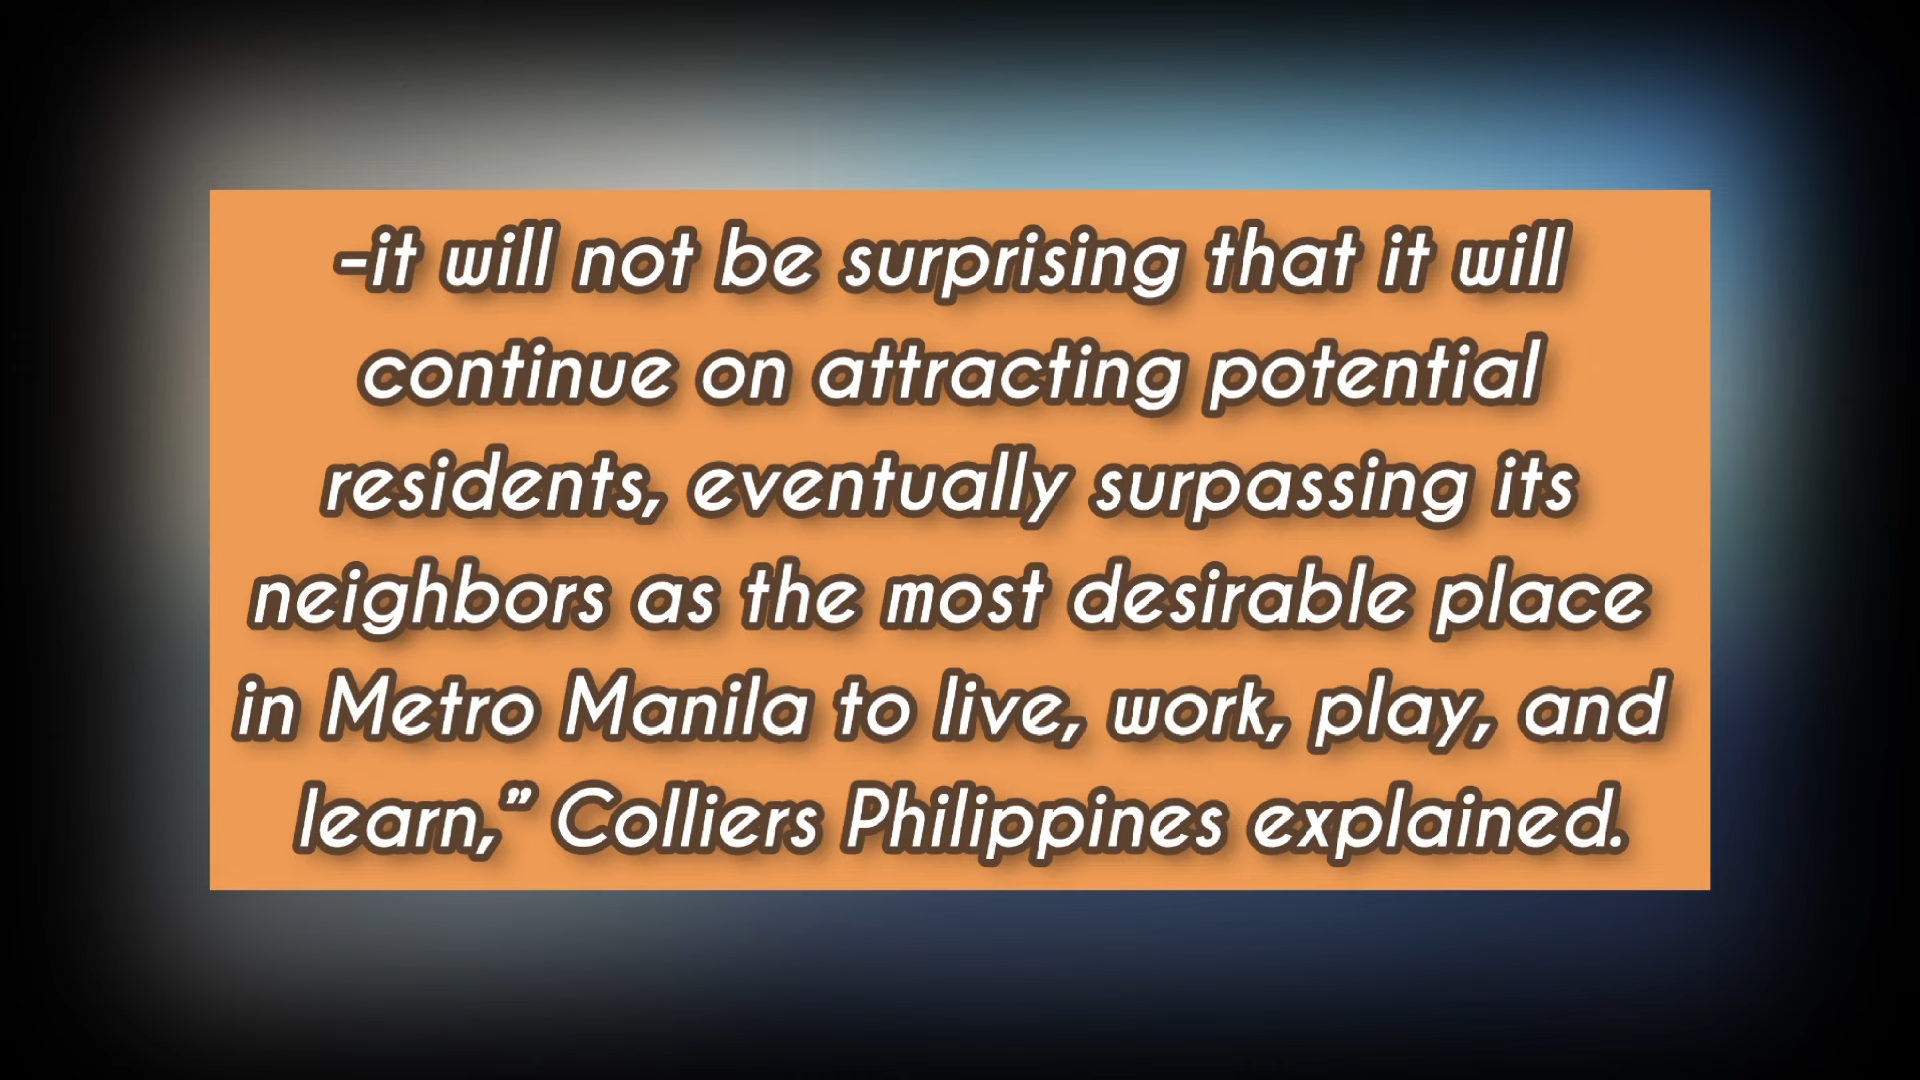 -it will not be surprising that it will
continue on attracting potential
residents, eventually surpassing its
neighbors as the most desirable place
in Metro Manila to live, work, play, and
learn,” Colliers Philippines explained.